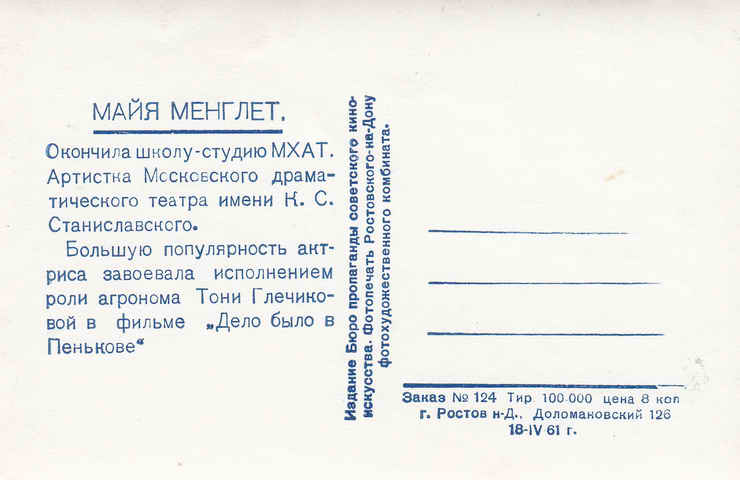 МАЙЯ МЕНГЛЕТ.
Окончила школу-студию МХАТ.
Артистка Московского драма-
тического театра имени К. С.
Станиславского.
Большую популярность акт-
риса завоевала исполнением
роли агронома Тони Глечико-
вой в фильме „Дело было в
Пенькове“
Издание Бюро пропаганды советского кино-
искусства. Фотопечать Ростовского-на-Дону
фотохудожественного комбината.
Заказ № 124 Тир. 100.000 цена 8 коп
г. Ростов н-Д., Доломановский 126
18-IV 61 г.